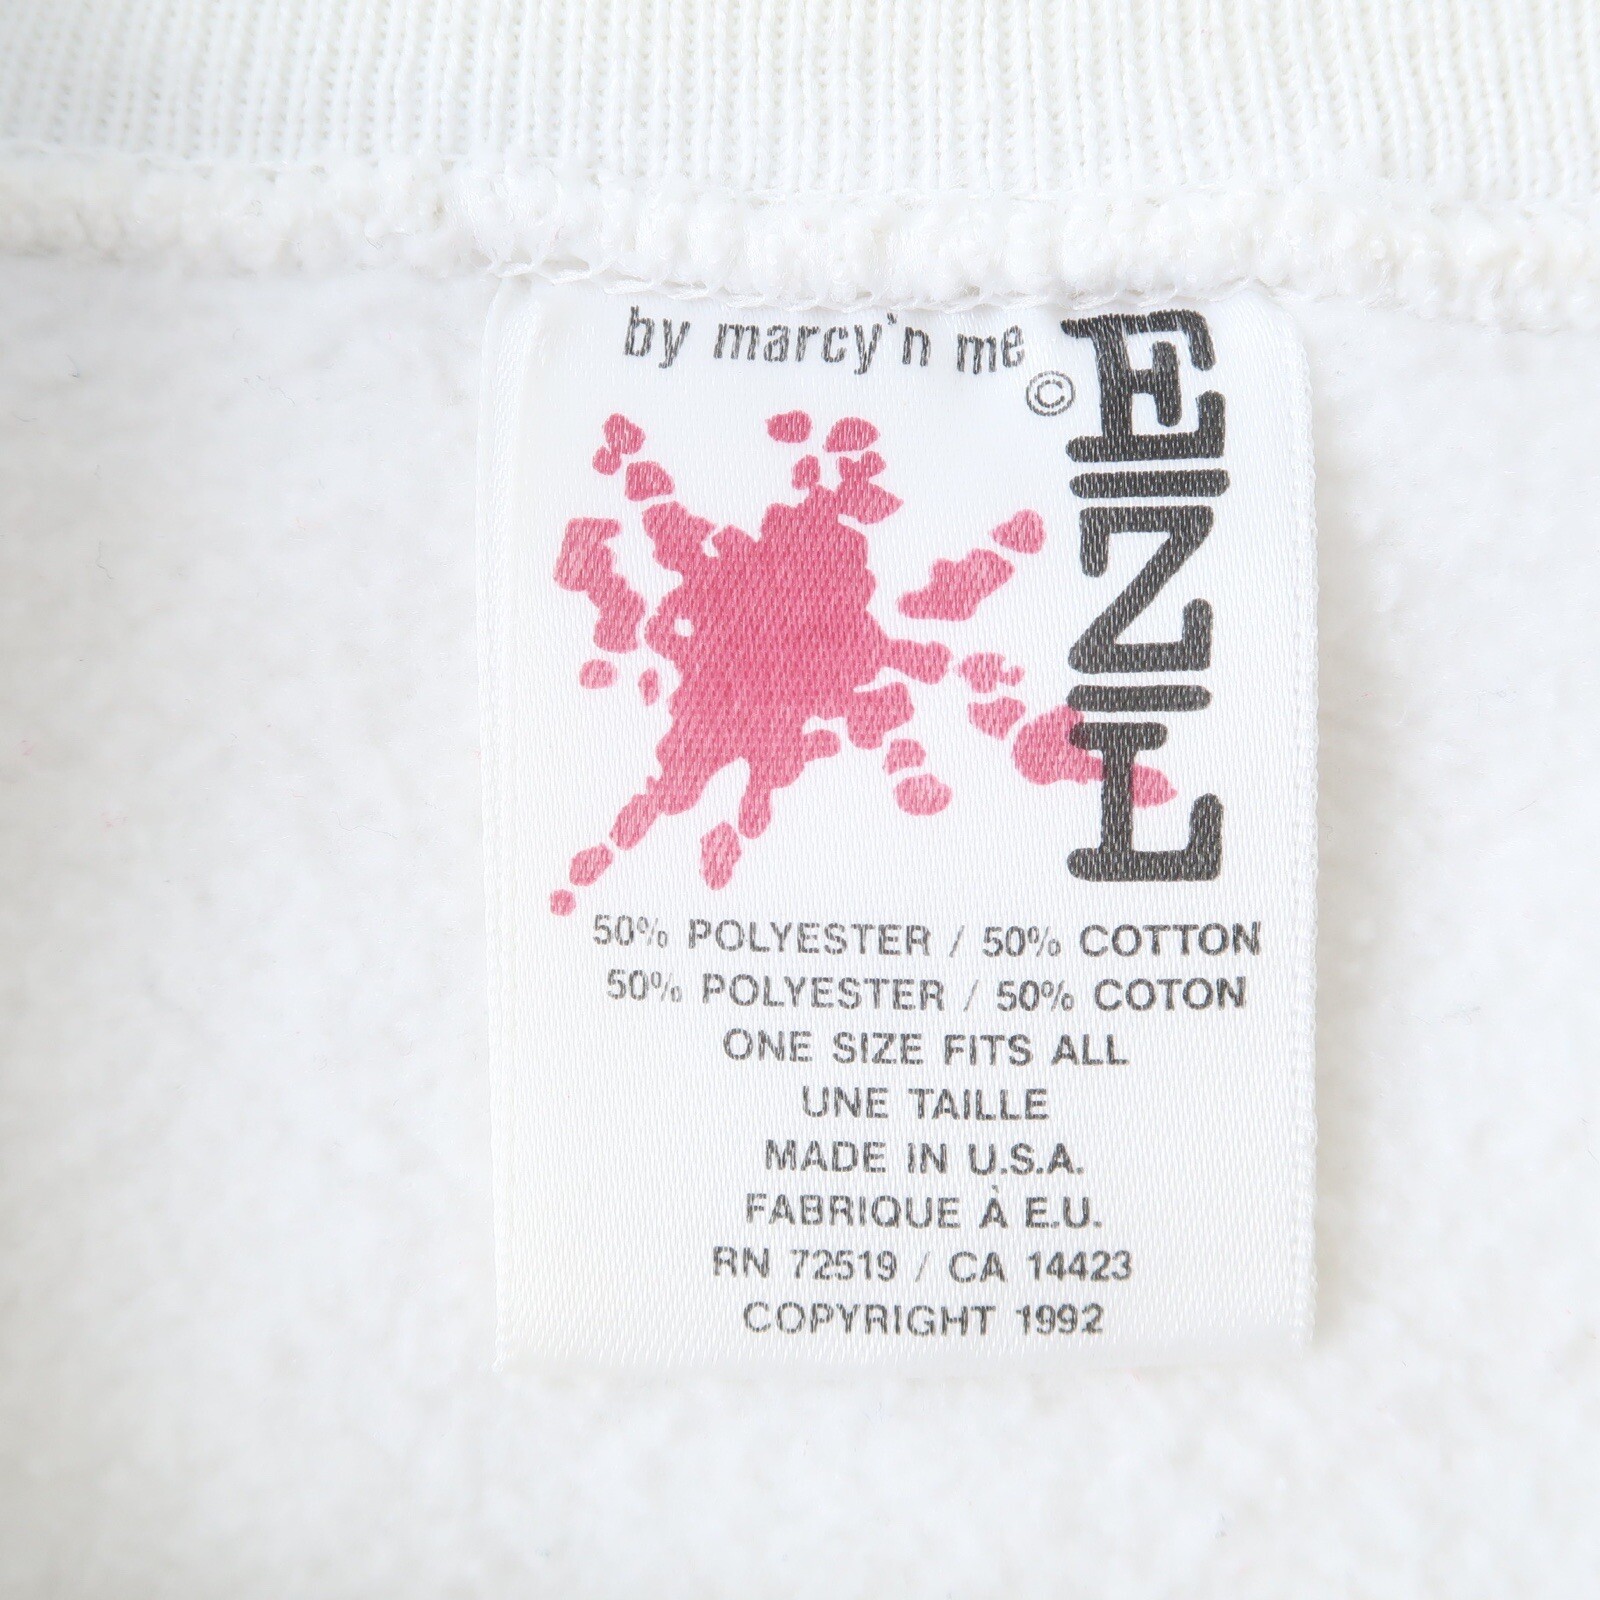 by marcy'n me
©
E
Z
L
50% POLYESTER / 50% COTTON
50% POLYESTER / 50% COTON
ONE SIZE FITS ALL
UNE TAILLE
MADE IN U.S.A.
FABRIQUE À E.U.
RN 72519 / CA 14423
COPYRIGHT 1992